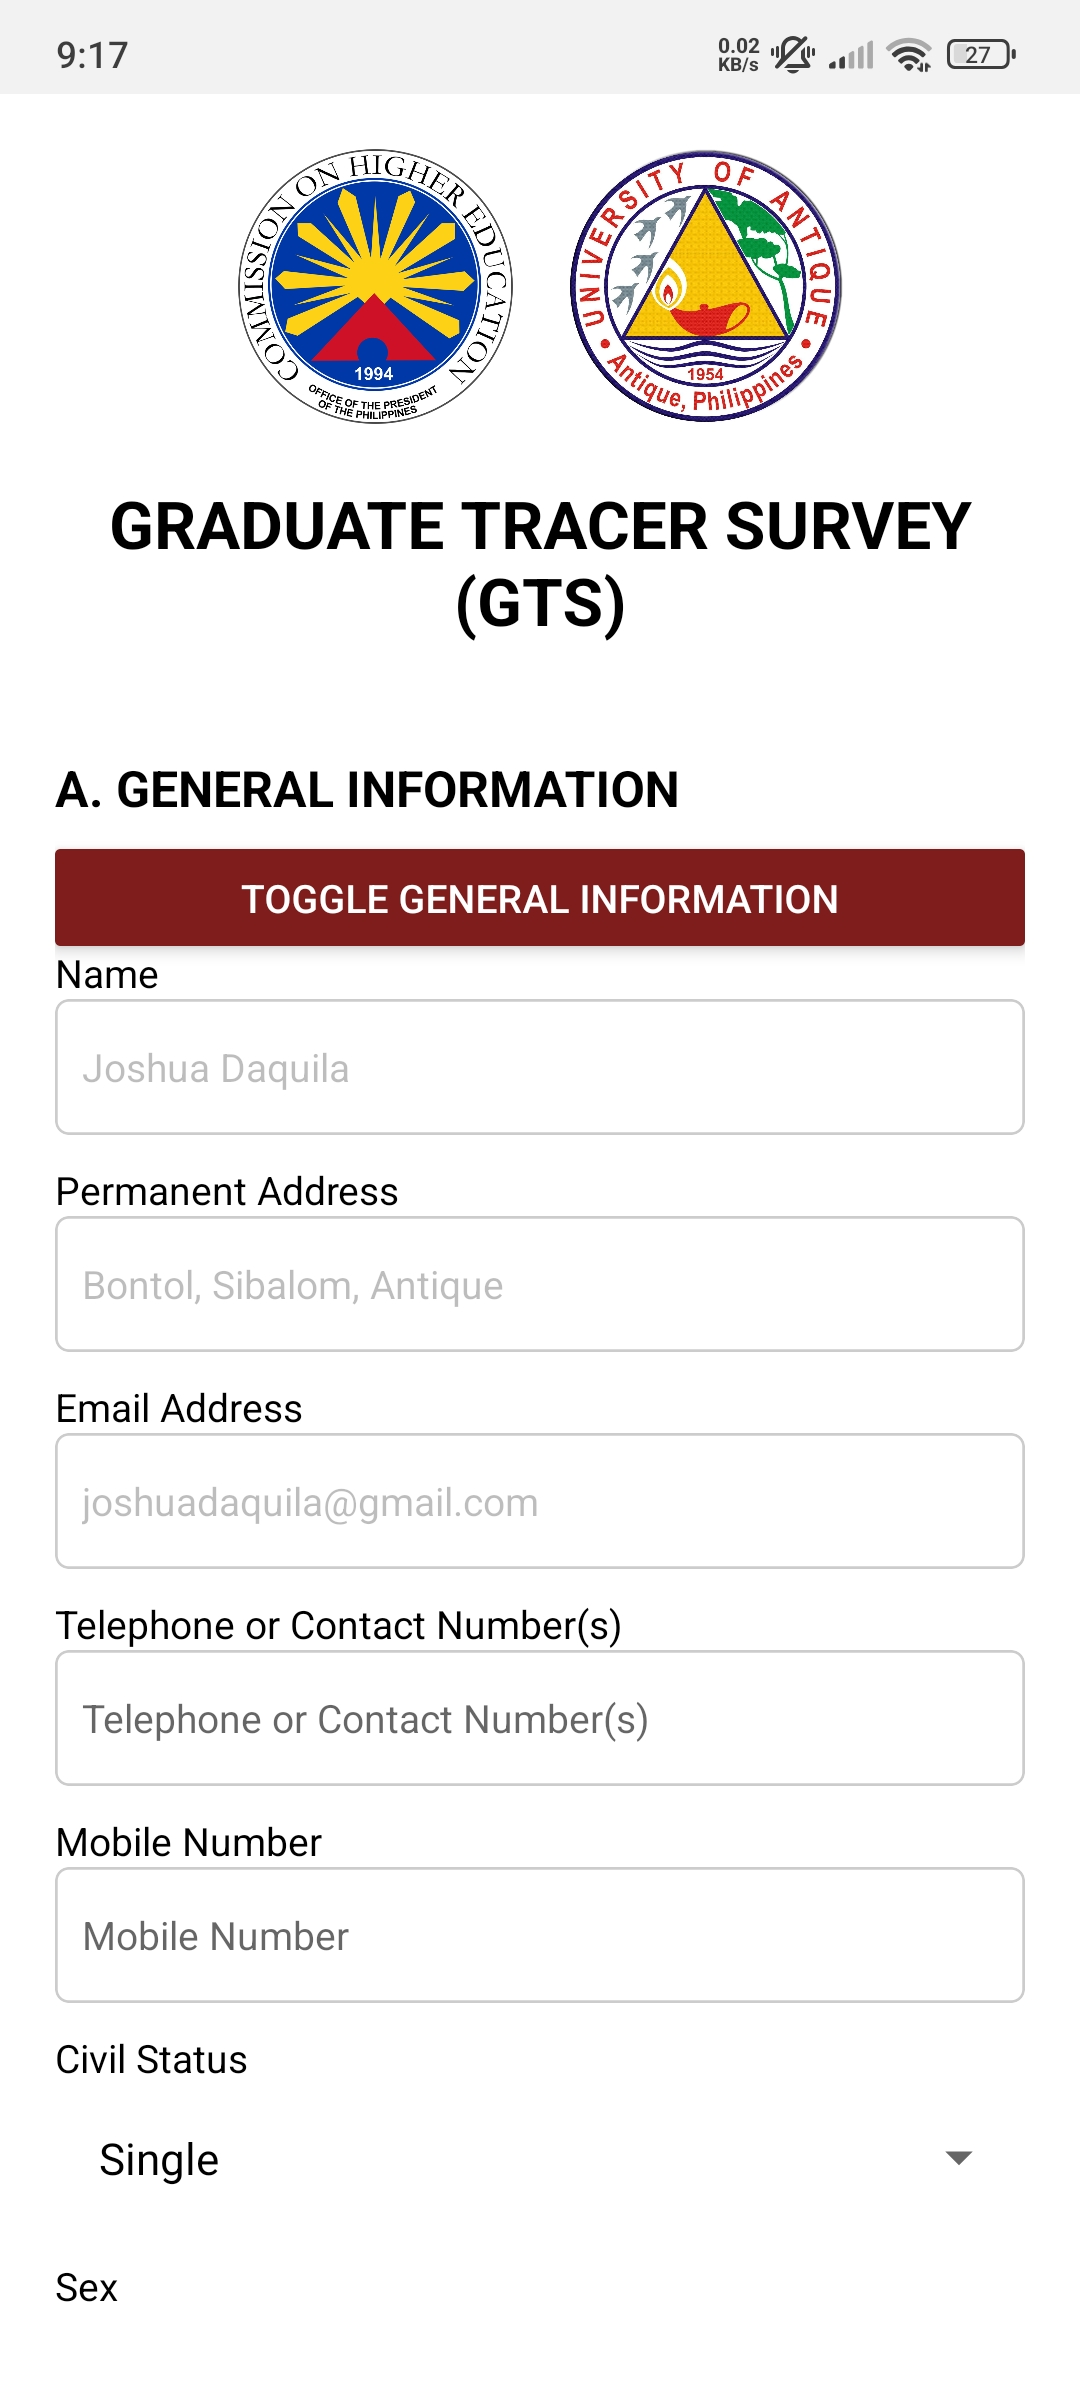 9:17
0.02
KB/s
27
COMMISSION ON HIGHER EDUCATION
1994
OFFICE OF THE PRESIDENT
OF THE PHILIPPINES
UNIVERSITY OF ANTIQUE
1954
Antique, Philippines
GRADUATE TRACER SURVEY
(GTS)
A. GENERAL INFORMATION
TOGGLE GENERAL INFORMATION
Name
Joshua Daquila
Permanent Address
Bontol, Sibalom, Antique
Email Address
joshuadaquila@gmail.com
Telephone or Contact Number(s)
Telephone or Contact Number(s)
Mobile Number
Mobile Number
Civil Status
Single
Sex